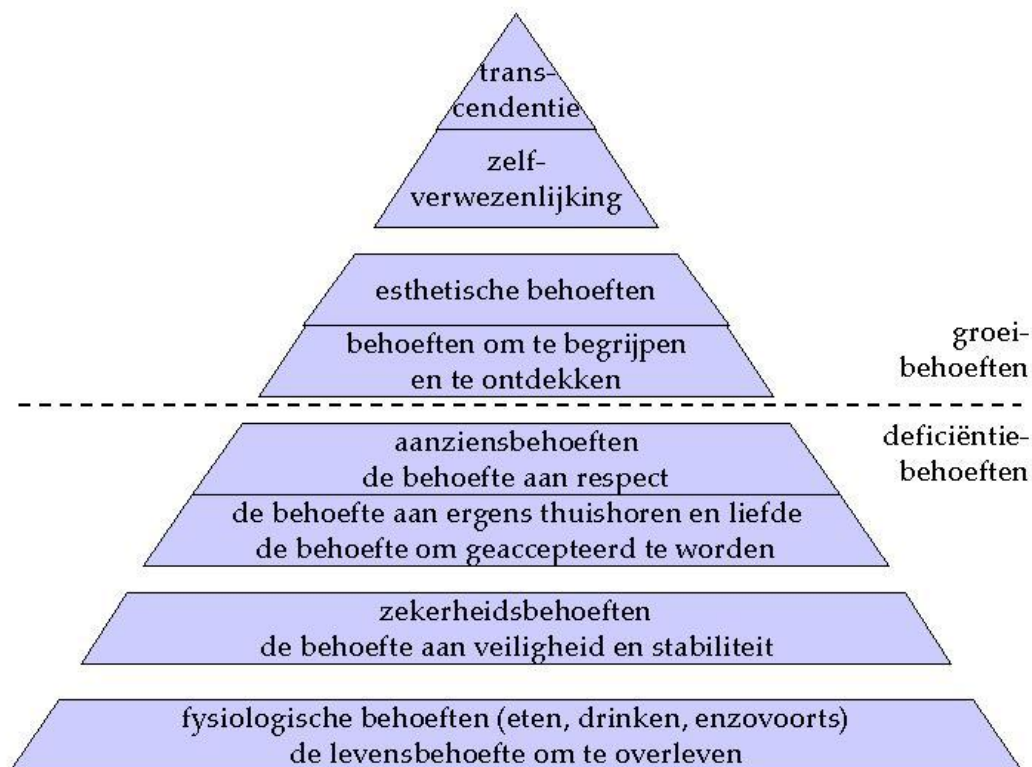 trans-
cendentie
zelf-
verwezenlijking
esthetische behoeften
behoeften om te begrijpen
en te ontdekken
groei-
behoeften
deficiëntie-
behoeften
aanziensbehoeften
de behoefte aan respect
de behoefte aan ergens thuishoren en liefde
de behoefte om geaccepteerd te worden
zekerheidsbehoeften
de behoefte aan veiligheid en stabiliteit
fysiologische behoeften (eten, drinken, enzovoorts)
de levensbehoefte om te overleven